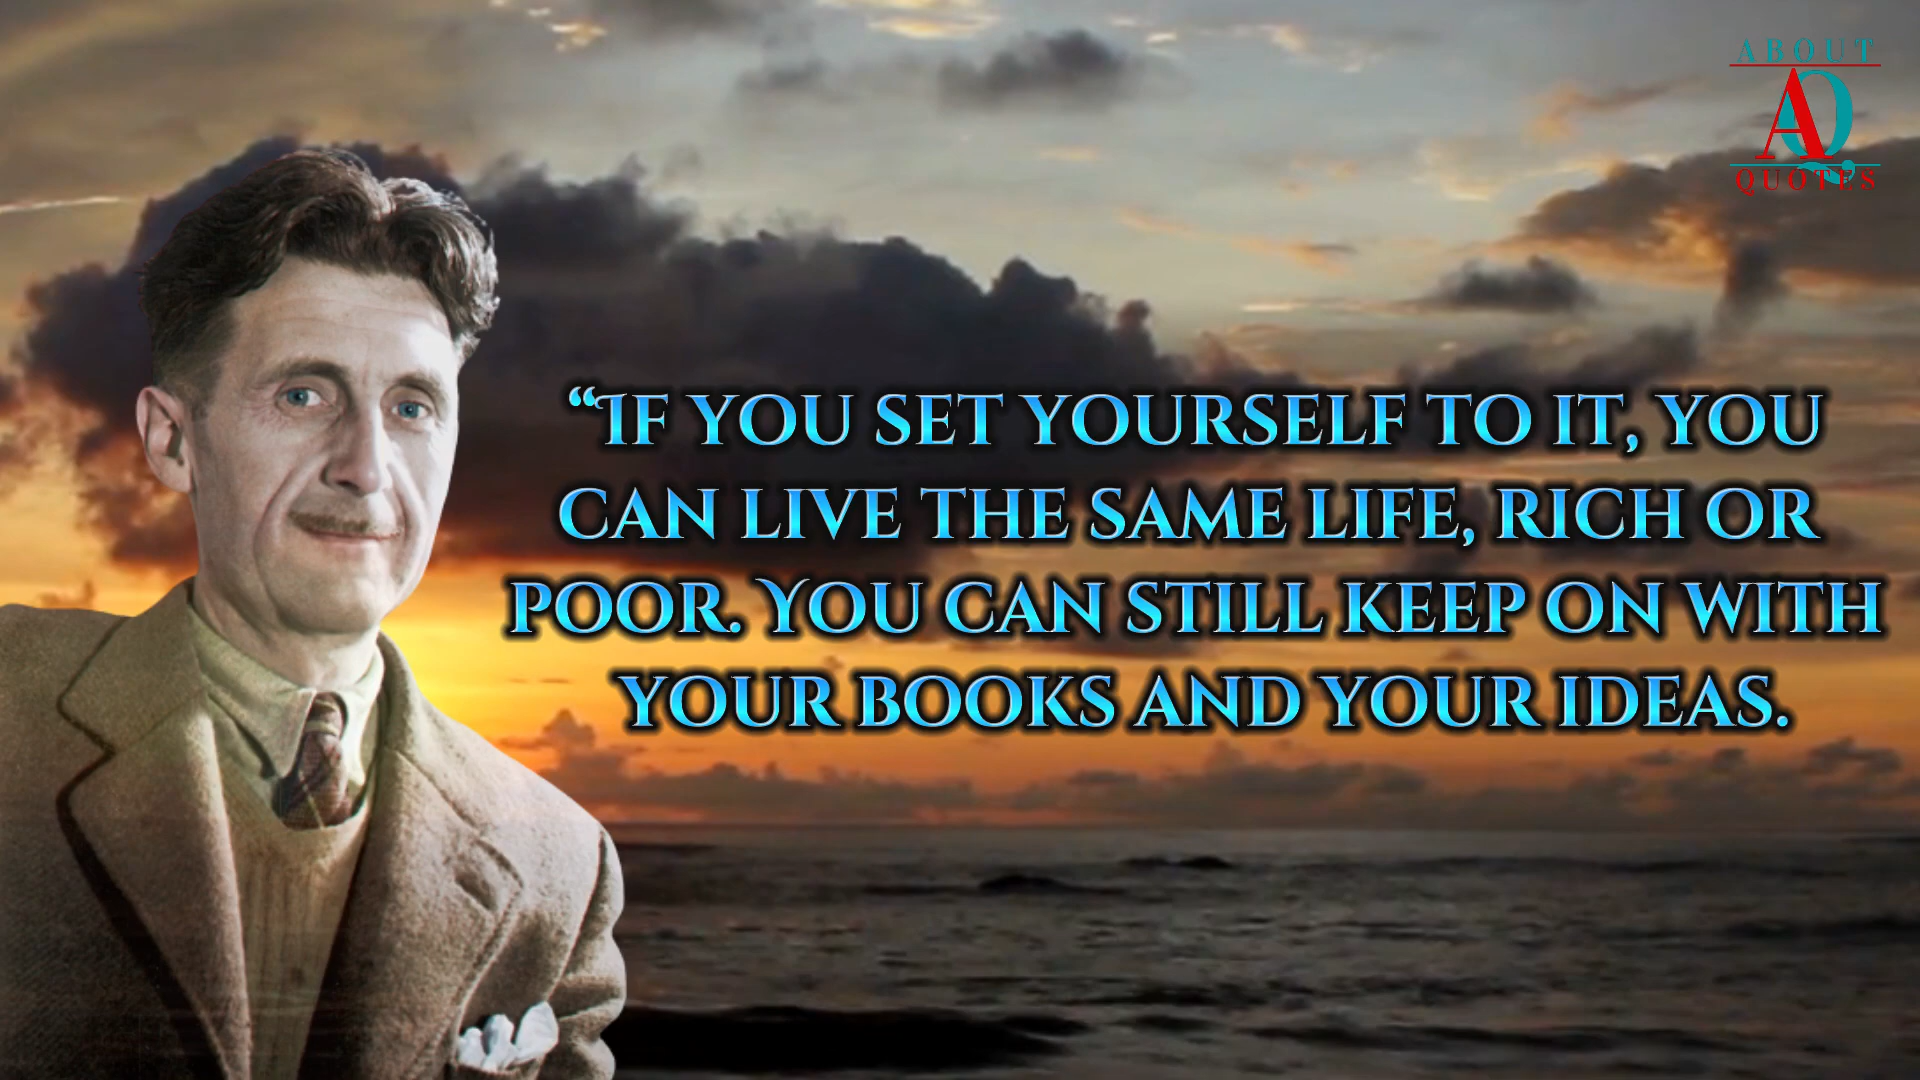 ABOUT
AQ
QUOTES
“IF YOU SET YOURSELF TO IT, YOU
CAN LIVE THE SAME LIFE, RICH OR
POOR. YOU CAN STILL KEEP ON WITH
YOUR BOOKS AND YOUR IDEAS.